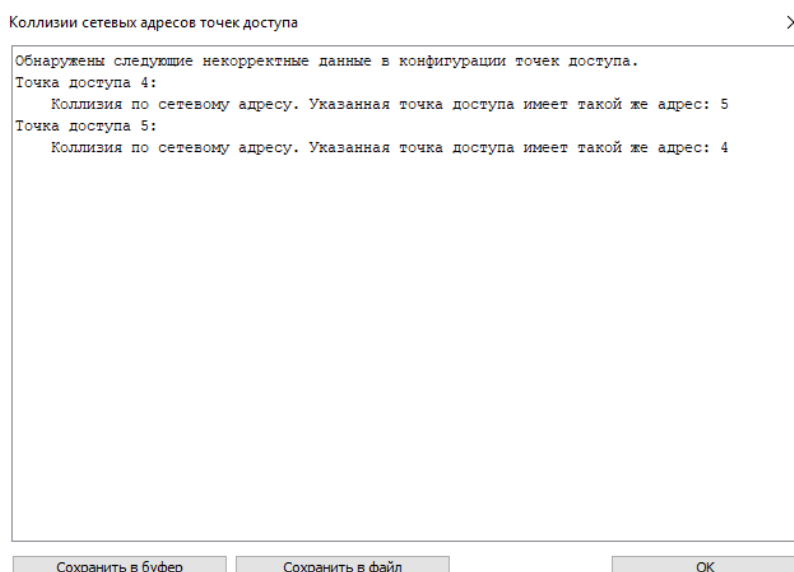 Коллизии сетевых адресов точек доступа
Обнаружены следующие некорректные данные в конфигурации точек доступа.
Точка доступа 4:
Коллизия по сетевому адресу. Указанная точка доступа имеет такой же адрес: 5
Точка доступа 5:
Коллизия по сетевому адресу. Указанная точка доступа имеет такой же адрес: 4
Сохранить в буфер Сохранить в файл OK